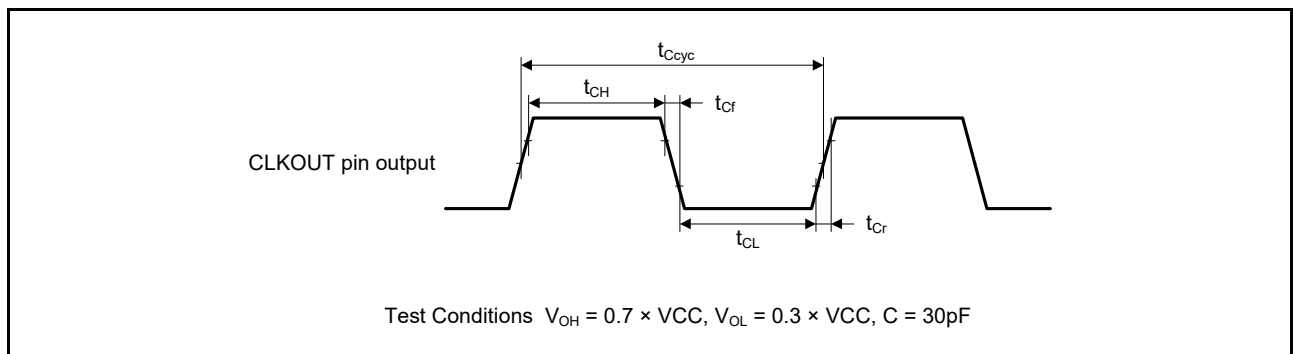 tCcyc
tCH
tCf
CLKOUT pin output
tCL
tCr
Test Conditions VOH = 0.7 × VCC, VOL = 0.3 × VCC, C = 30pF